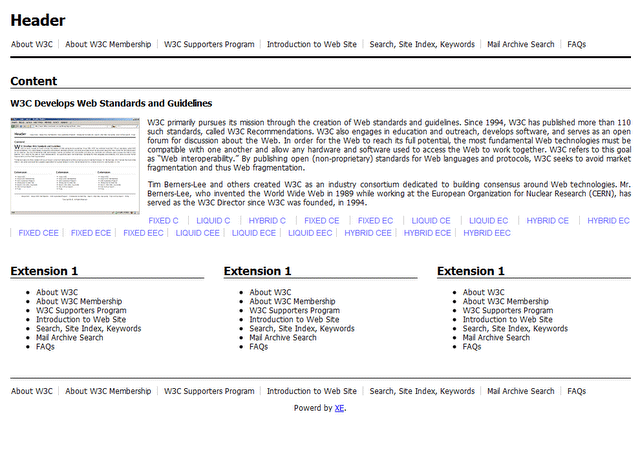 Header
About W3C | About W3C Membership | W3C Supporters Program | Introduction to Web Site | Search, Site Index, Keywords | Mail Archive Search | FAQs
Content
W3C Develops Web Standards and Guidelines
W3C primarily pursues its mission through the creation of Web standards and guidelines. Since 1994, W3C has published more than 110
such standards, called W3C Recommendations. W3C also engages in education and outreach, develops software, and serves as an open
forum for discussion about the Web. In order for the Web to reach its full potential, the most fundamental Web technologies must be
compatible with one another and allow any hardware and software used to access the Web to work together. W3C refers to this goal
as "Web interoperability." By publishing open (non-proprietary) standards for Web languages and protocols, W3C seeks to avoid market
fragmentation and thus Web fragmentation.
Tim Berners-Lee and others created W3C as an industry consortium dedicated to building consensus around Web technologies. Mr.
Berners-Lee, who invented the World Wide Web in 1989 while working at the European Organization for Nuclear Research (CERN), has
served as the W3C Director since W3C was founded, in 1994.
FIXED C | LIQUID C | HYBRID C | FIXED CE | FIXED EC | LIQUID CE | LIQUID EC | HYBRID CE | HYBRID EC
| FIXED CEE | FIXED ECE | FIXED EEC | LIQUID CEE | LIQUID ECE | LIQUID EEC | HYBRID CEE | HYBRID ECE | HYBRID EEC
Extension 1
• About W3C
• About W3C Membership
• W3C Supporters Program
• Introduction to Web Site
• Search, Site Index, Keywords
• Mail Archive Search
• FAQs
Extension 1
• About W3C
• About W3C Membership
• W3C Supporters Program
• Introduction to Web Site
• Search, Site Index, Keywords
• Mail Archive Search
• FAQs
Extension 1
• About W3C
• About W3C Membership
• W3C Supporters Program
• Introduction to Web Site
• Search, Site Index, Keywords
• Mail Archive Search
• FAQs
About W3C | About W3C Membership | W3C Supporters Program | Introduction to Web Site | Search, Site Index, Keywords | Mail Archive Search | FAQs
Powerd by XE.